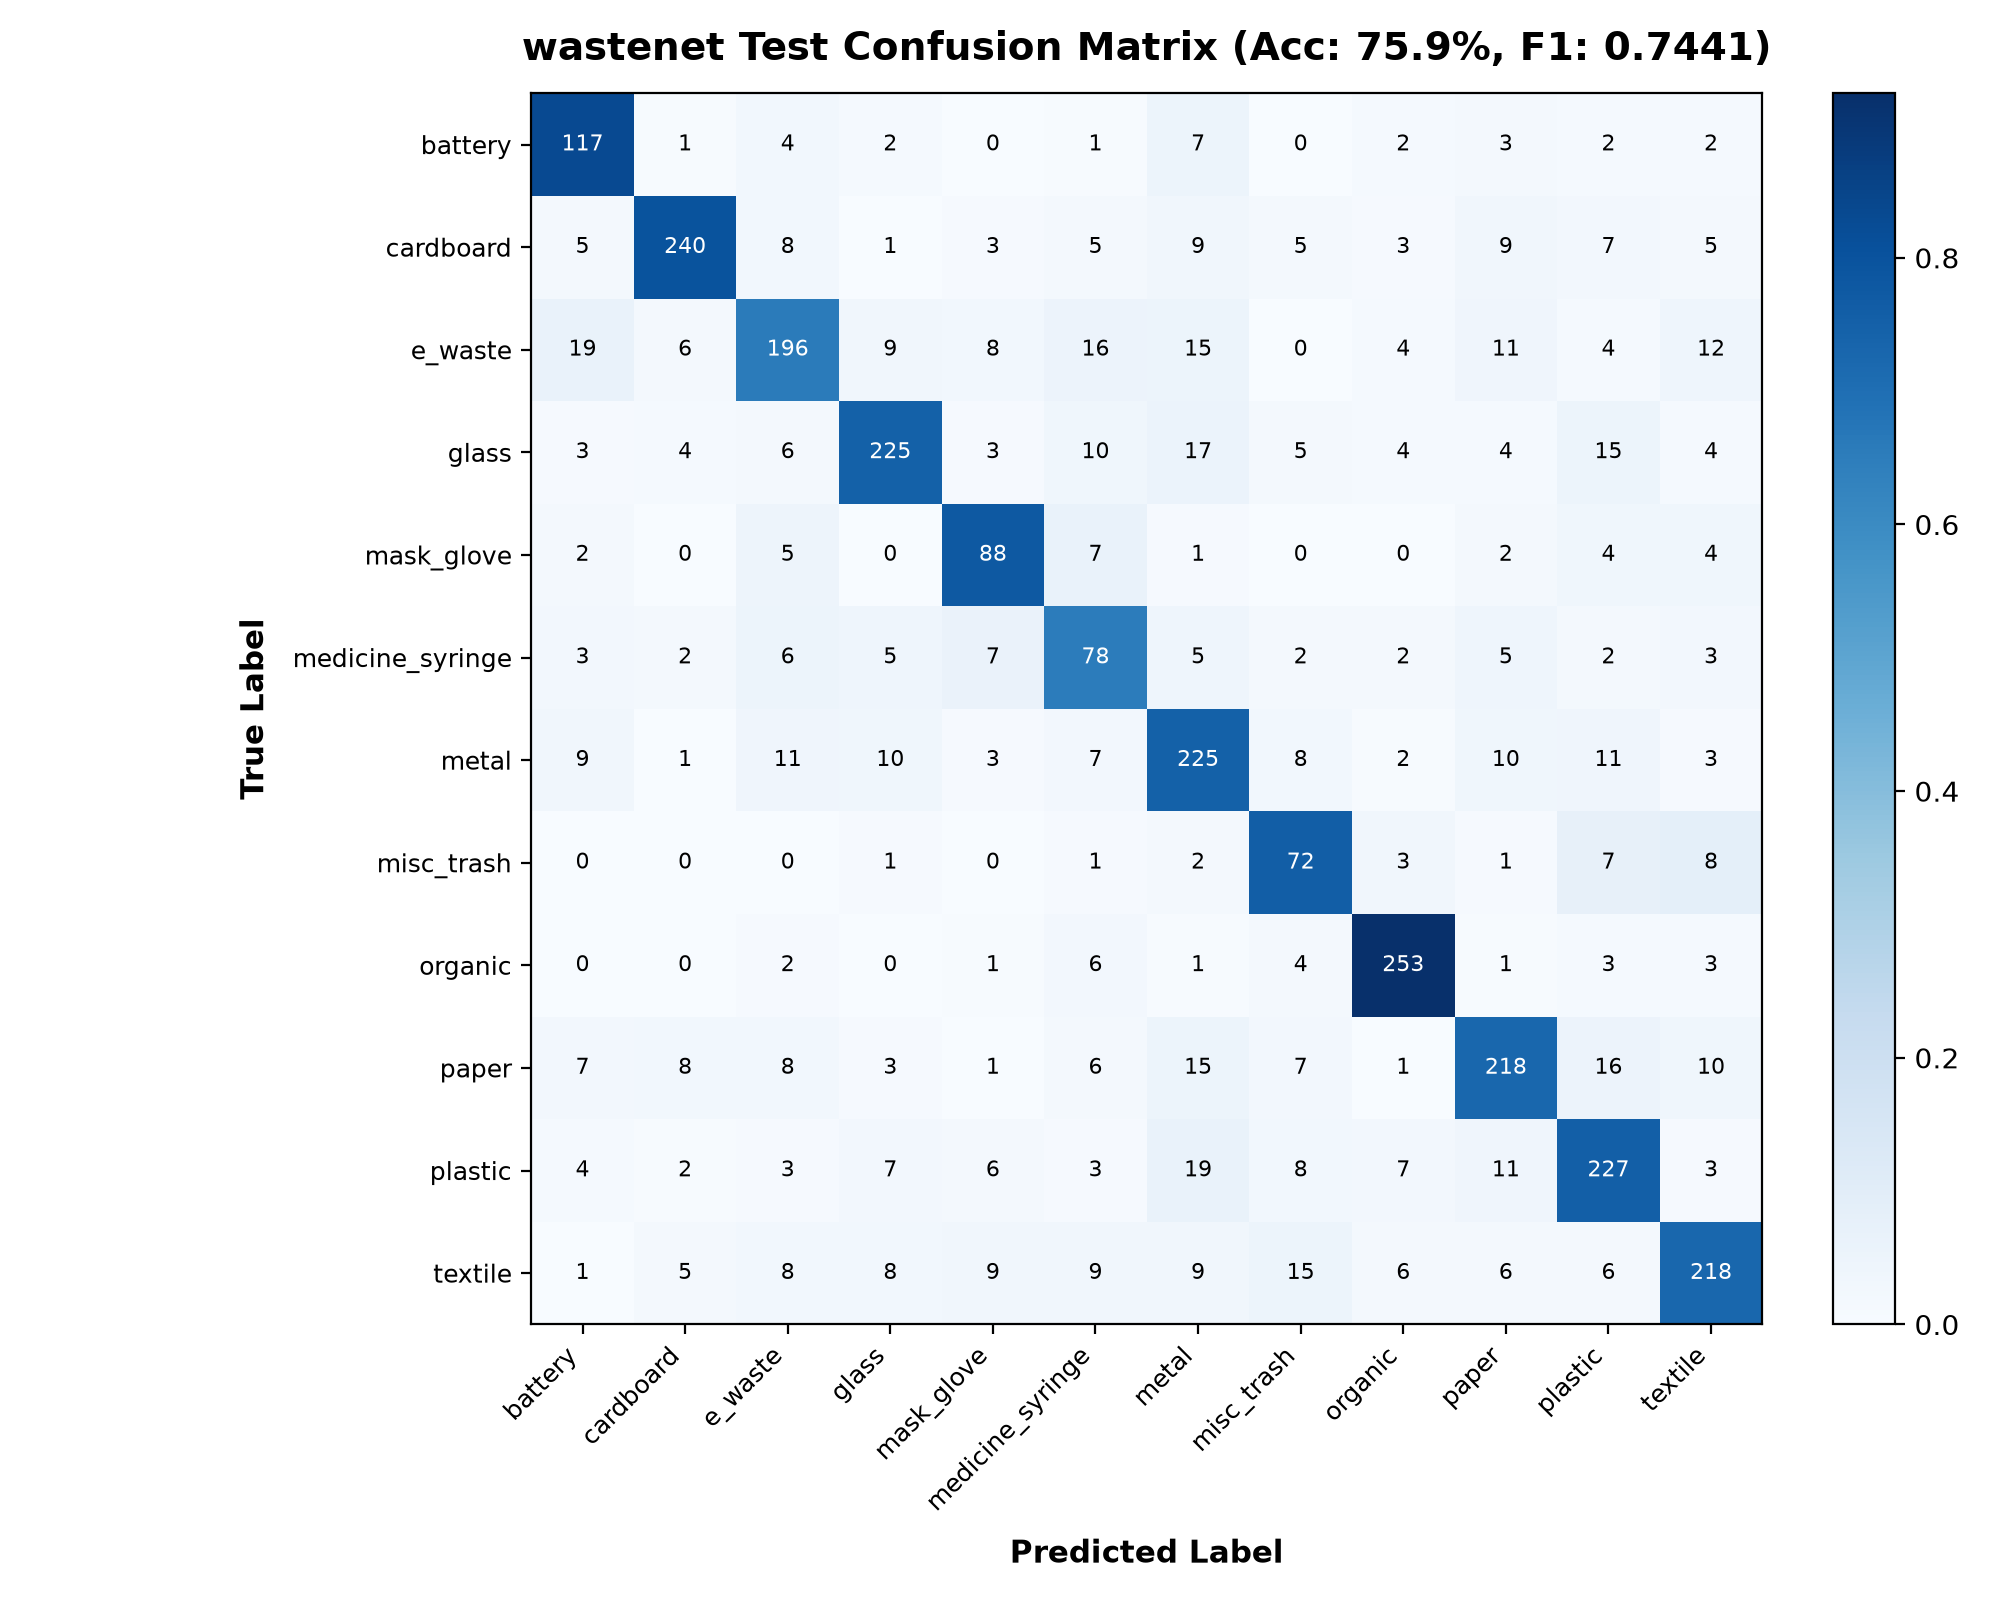 wastenet Test Confusion Matrix (Acc: 75.9%, F1: 0.7441)
battery 117 1 4 2 0 1 7 0 2 3 2 2
cardboard 5 240 8 1 3 5 9 5 3 9 7 5
e_waste 19 6 196 9 8 16 15 0 4 11 4 12
glass 3 4 6 225 3 10 17 5 4 4 15 4
mask_glove 2 0 5 0 88 7 1 0 0 2 4 4
medicine_syringe 3 2 6 5 7 78 5 2 2 5 2 3
metal 9 1 11 10 3 7 225 8 2 10 11 3
misc_trash 0 0 0 1 0 1 2 72 3 1 7 8
organic 0 0 2 0 1 6 1 4 253 1 3 3
paper 7 8 8 3 1 6 15 7 1 218 16 10
plastic 4 2 3 7 6 3 19 8 7 11 227 3
textile 1 5 8 8 9 9 9 15 6 6 6 218
True Label
battery cardboard e_waste glass mask_glove medicine_syringe metal misc_trash organic paper plastic textile
Predicted Label
0.8
0.6
0.4
0.2
0.0